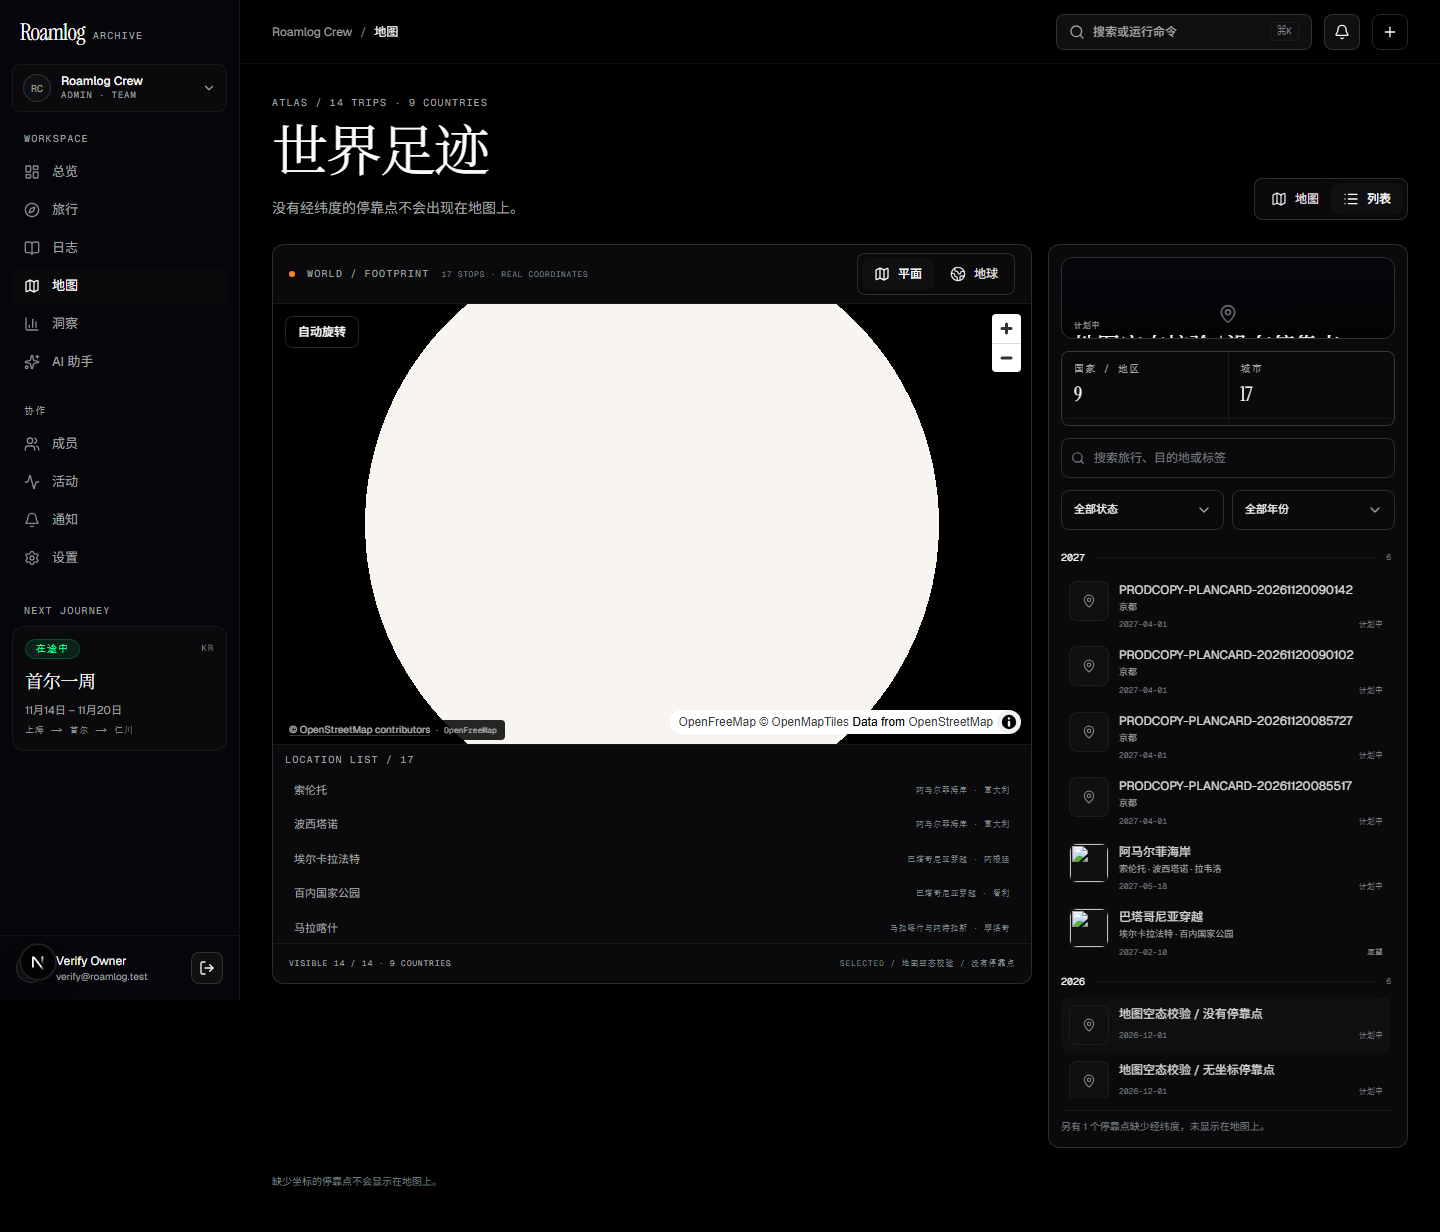 Roamlog ARCHIVE
RC
Roamlog Crew
ADMIN · TEAM
WORKSPACE
总览
旅行
日志
地图
洞察
AI 助手
协作
成员
活动
通知
设置
NEXT JOURNEY
在途中
KR
首尔一周
11月14日 – 11月20日
上海 → 首尔 → 仁川
N
Verify Owner
verify@roamlog.test
Roamlog Crew / 地图
搜索或运行命令
⌘K
ATLAS / 14 TRIPS · 9 COUNTRIES
世界足迹
没有经纬度的停靠点不会出现在地图上。
地图
列表
WORLD / FOOTPRINT 17 STOPS · REAL COORDINATES
平面
地球
自动旋转
© OpenStreetMap contributors · OpenFreeMap
OpenFreeMap © OpenMapTiles Data from OpenStreetMap
LOCATION LIST / 17
索伦托 阿马尔菲海岸 · 意大利
波西塔诺 阿马尔菲海岸 · 意大利
埃尔卡拉法特 巴塔哥尼亚穿越 · 阿根廷
百内国家公园 巴塔哥尼亚穿越 · 智利
马拉喀什 马拉喀什与阿特拉斯 · 摩洛哥
VISIBLE 14 / 14 · 9 COUNTRIES
SELECTED / 地图空态校验 / 没有停靠点
计划中
地图空态校验 / 没有停靠点
国家 / 地区
9
城市
17
搜索旅行、目的地或标签
全部状态
全部年份
2027 6
PRODCOPY-PLANCARD-20261120090142
京都
2027-04-01 计划中
PRODCOPY-PLANCARD-20261120090102
京都
2027-04-01 计划中
PRODCOPY-PLANCARD-20261120085727
京都
2027-04-01 计划中
PRODCOPY-PLANCARD-20261120085517
京都
2027-04-01 计划中
阿马尔菲海岸
索伦托 · 波西塔诺 · 拉韦洛
2027-05-18 计划中
巴塔哥尼亚穿越
埃尔卡拉法特 · 百内国家公园
2027-02-10 愿望
2026 6
地图空态校验 / 没有停靠点
2026-12-01 计划中
地图空态校验 / 无坐标停靠点
2026-12-01 计划中
另有 1 个停靠点缺少经纬度，未显示在地图上。
缺少坐标的停靠点不会显示在地图上。